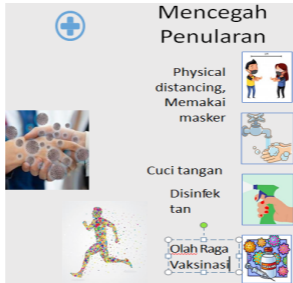 Mencegah
Penularan
Physical
distancing,
Memakai
masker
Cuci tangan
Disinfek
tan
Olah Raga
Vaksinasi